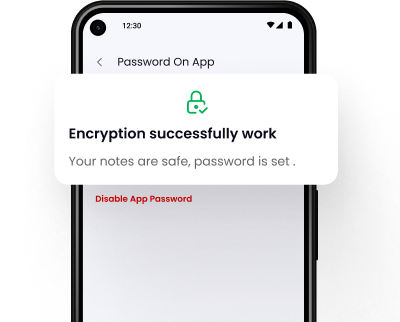 12:30
Password On App
Encryption successfully work
Your notes are safe, password is set .
Disable App Password